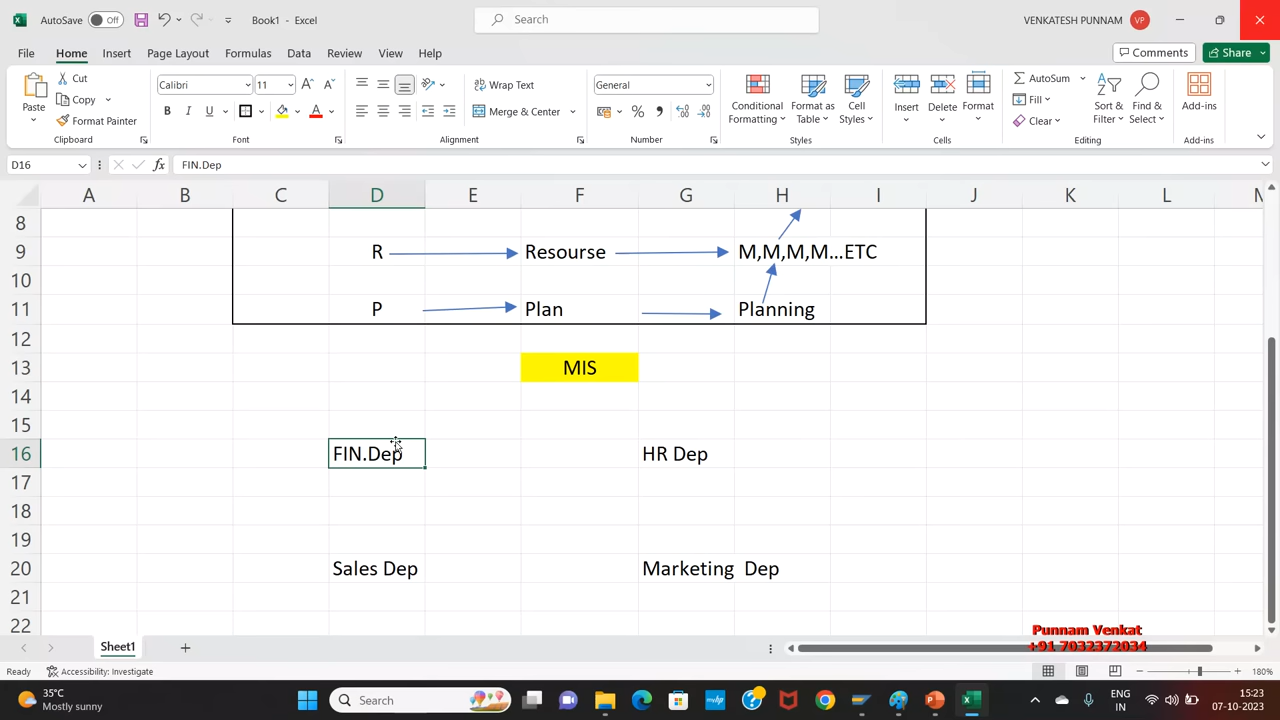 AutoSave Off Book1 - Excel Search VENKATESH PUNNAM VP
File Home Insert Page Layout Formulas Data Review View Help Comments Share
Paste Cut Copy Format Painter Clipboard
Calibri 11 A A B I U A Font
Wrap Text Merge & Center Alignment
General % , Number
Conditional Formatting Format as Table Cell Styles Styles
Insert Delete Format Cells
AutoSum Fill Clear Sort & Filter Find & Select Editing
Add-ins Add-ins
D16 fx FIN.Dep
A B C D E F G H I J K L M
8
9 R Resourse M,M,M,M...ETC
10
11 P Plan Planning
12
13 MIS
14
15
16 FIN.Dep HR Dep
17
18
19
20 Sales Dep Marketing Dep
21
22
Punnam Venkat
+91 7032372034
Sheet1
Ready Accessibility: Investigate 180%
35°C Mostly sunny Search ENG IN 15:23 07-10-2023